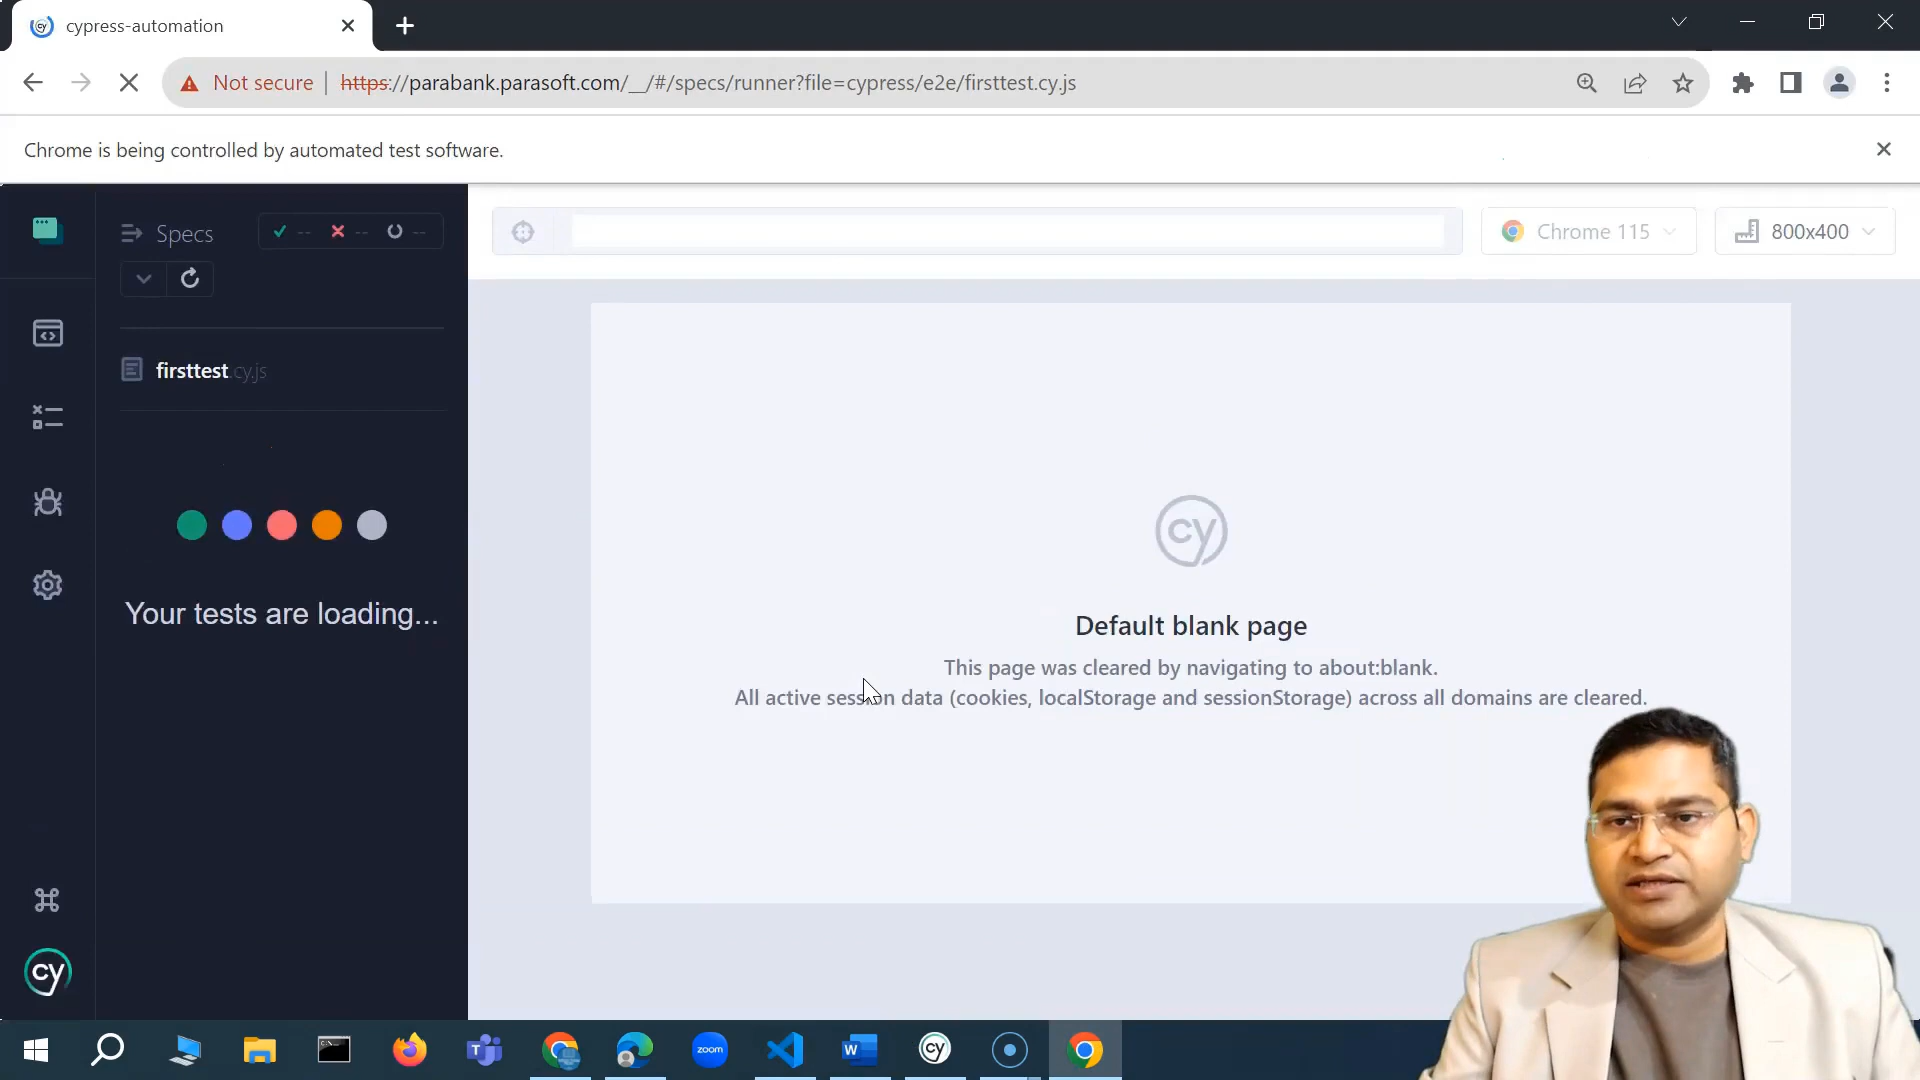 cypress-automation
Not secure
https://parabank.parasoft.com/__/#/specs/runner?file=cypress/e2e/firsttest.cy.js
Chrome is being controlled by automated test software.
Specs
-- -- --
Chrome 115
800x400
firsttest.cy.js
Your tests are loading...
cy
Default blank page
This page was cleared by navigating to about:blank.
All active session data (cookies, localStorage and sessionStorage) across all domains are cleared.
cy
zoom
W
cy